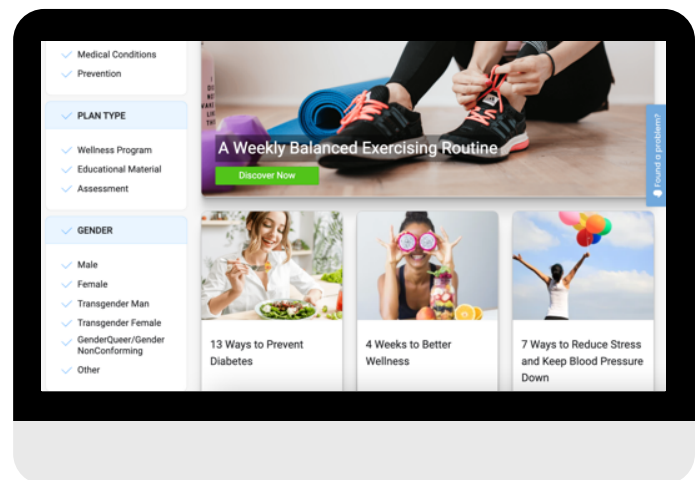 Medical Conditions
Prevention
PLAN TYPE
Wellness Program
Educational Material
Assessment
GENDER
Male
Female
Transgender Man
Transgender Female
GenderQueer/Gender
NonConforming
Other
A Weekly Balanced Exercising Routine
Discover Now
Found a problem?
13 Ways to Prevent
Diabetes
4 Weeks to Better
Wellness
7 Ways to Reduce Stress
and Keep Blood Pressure
Down